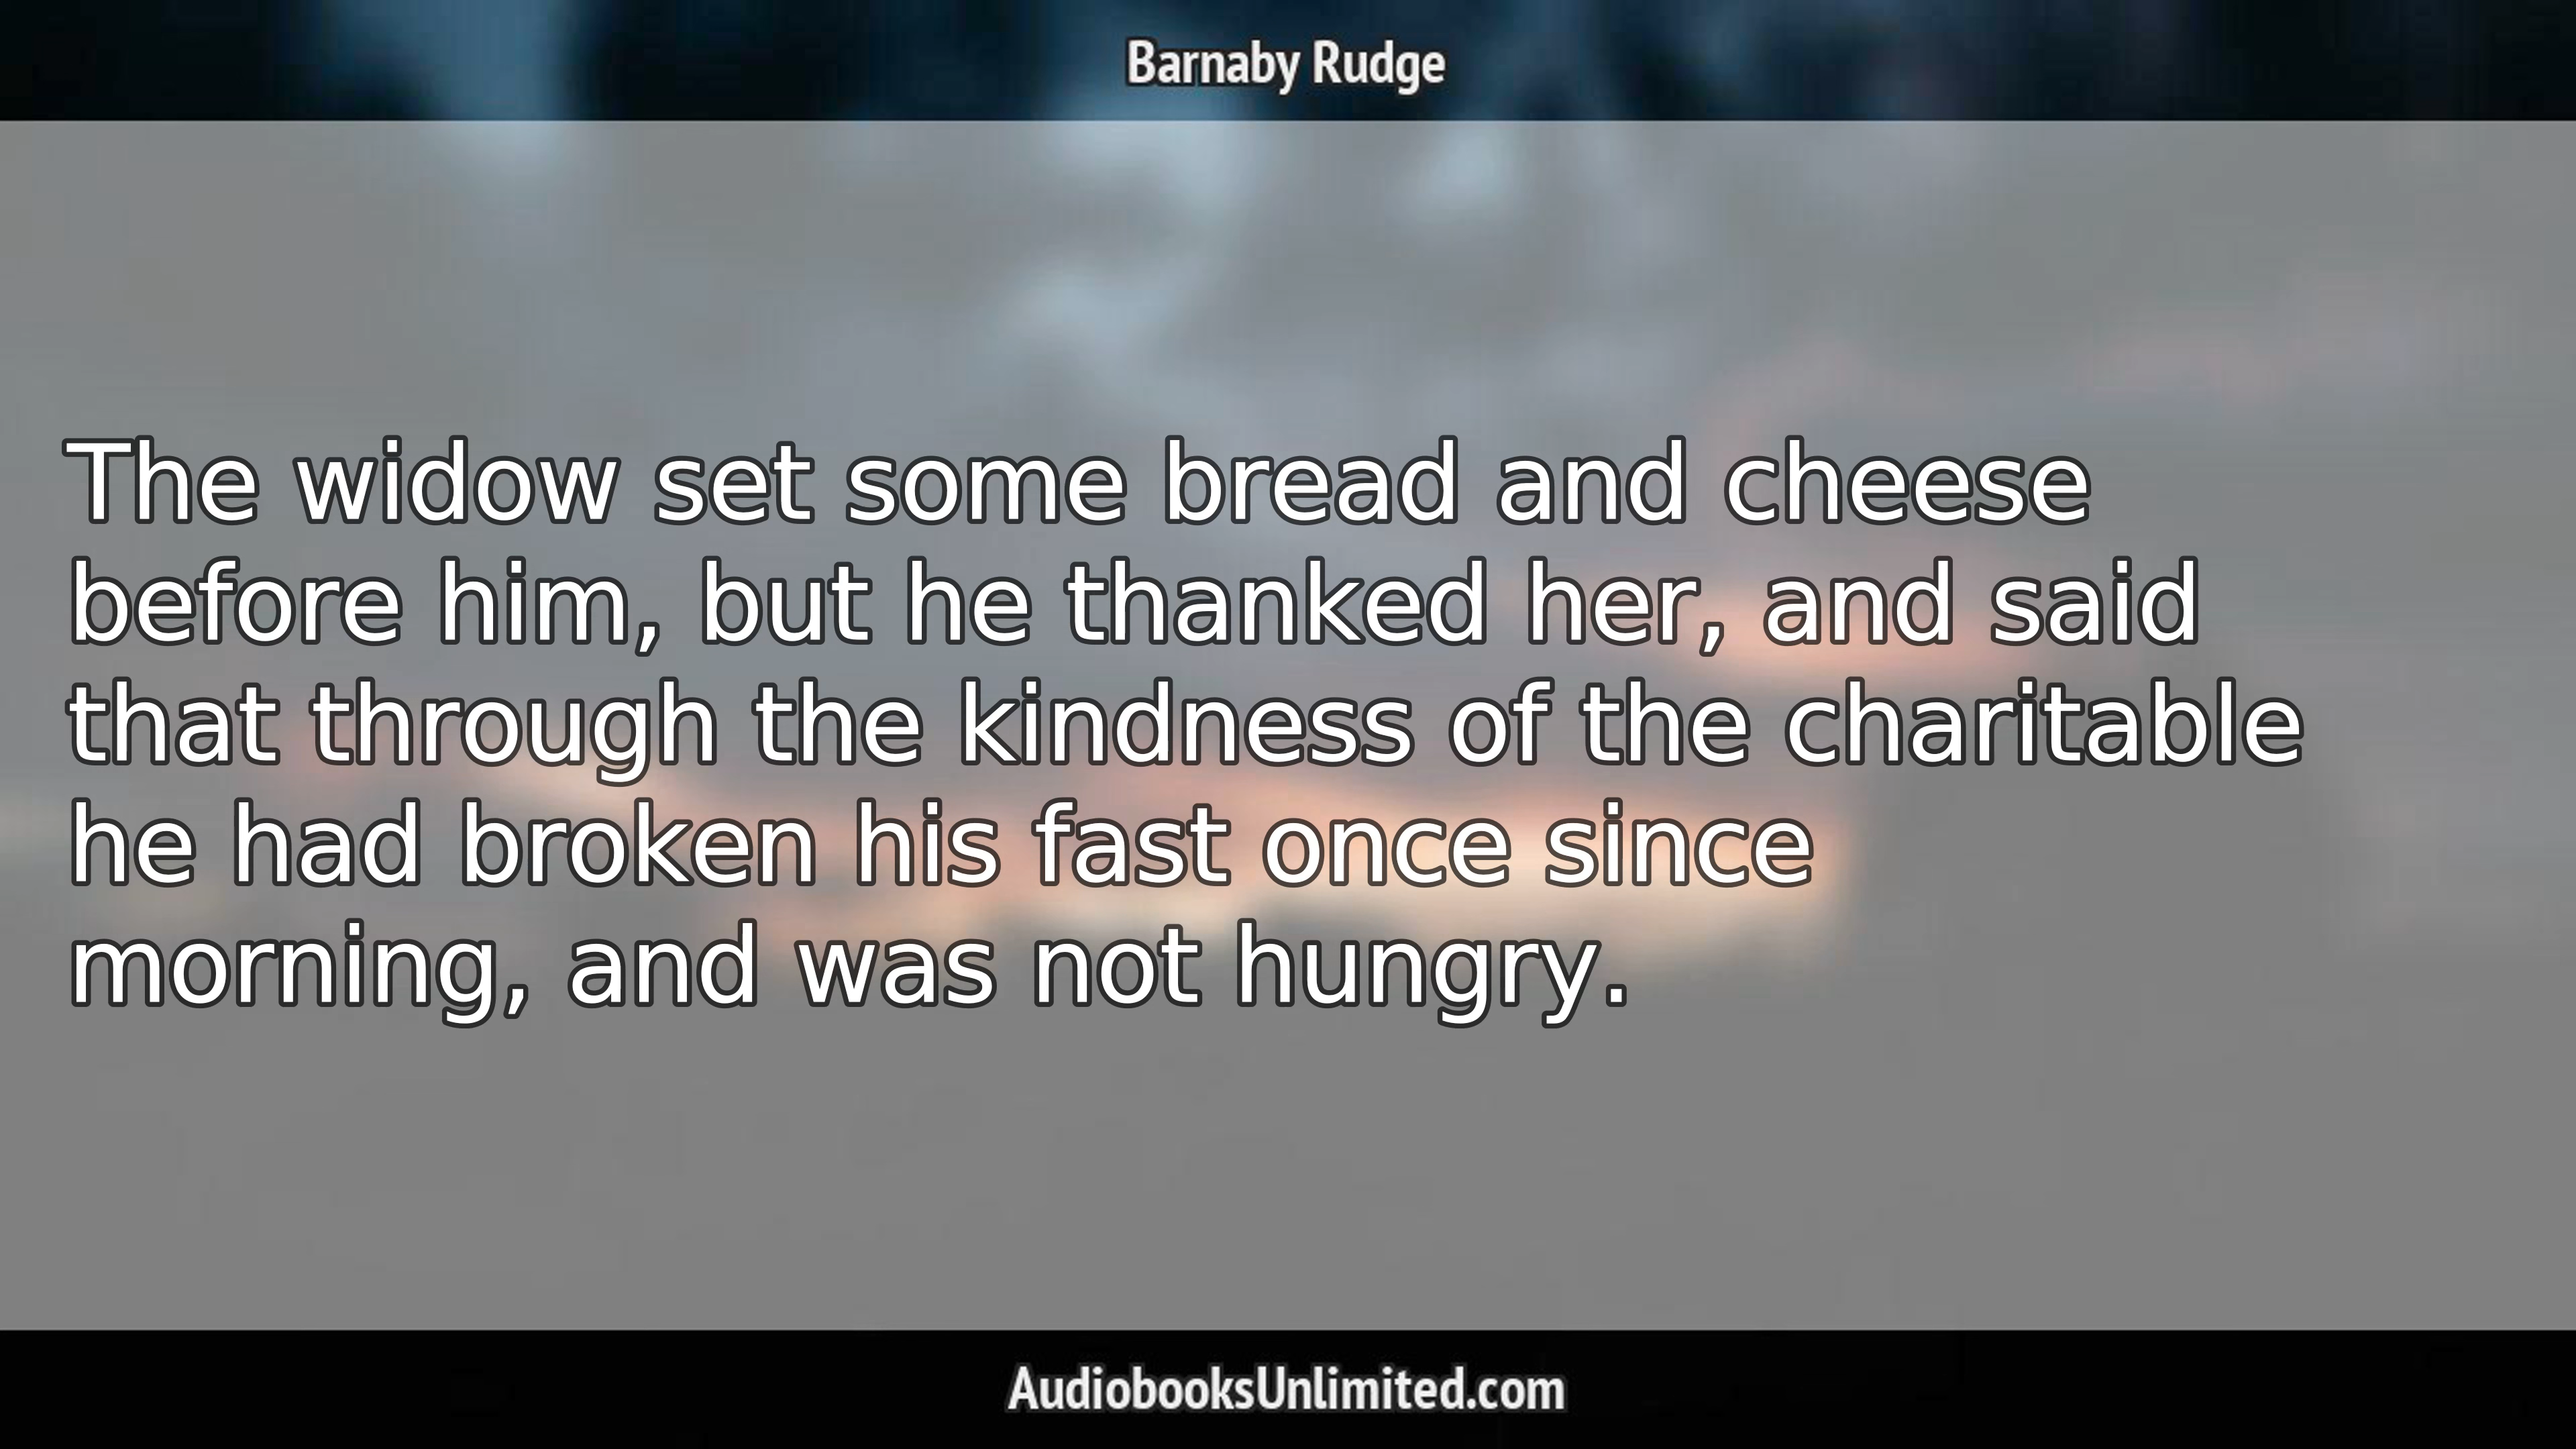 Barnaby Rudge
The widow set some bread and cheese
before him, but he thanked her, and said
that through the kindness of the charitable
he had broken his fast once since
morning, and was not hungry.
AudiobooksUnlimited.com